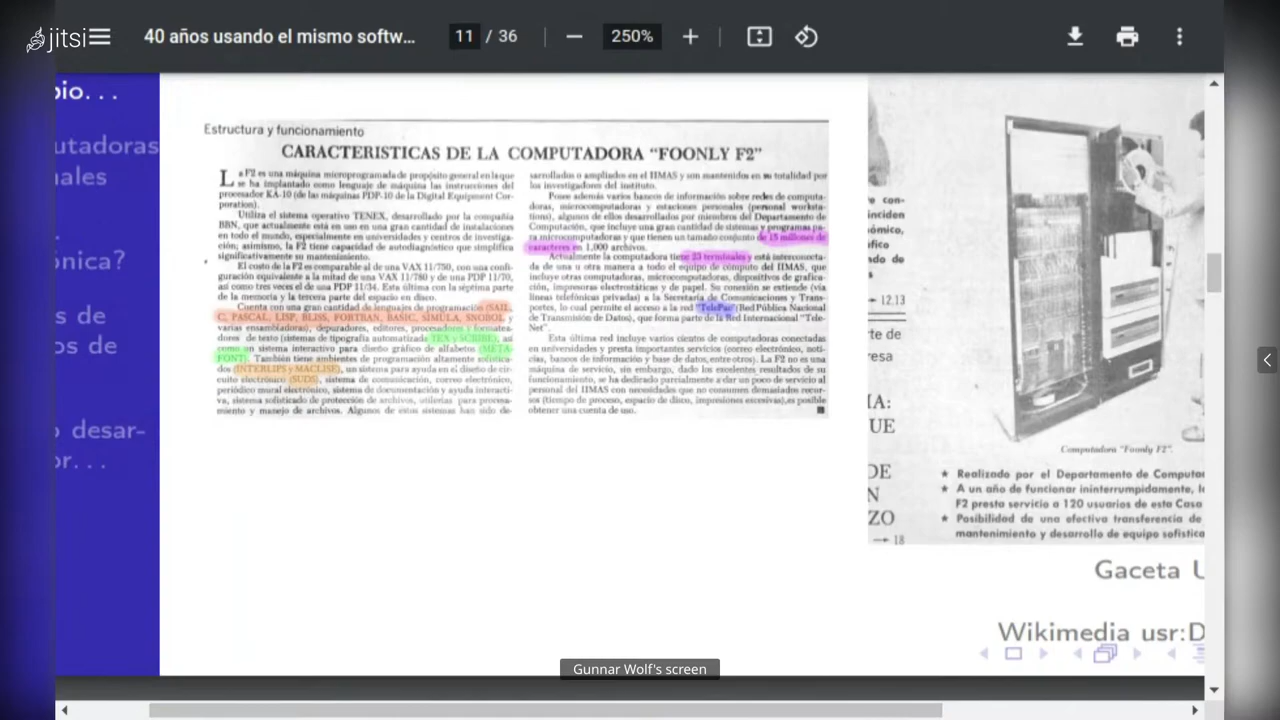 jitsi
40 años usando el mismo softw...
11 / 36
250%
bio. . .
utadoras
nales
ónica?
s de
os de
o desar-
or. . .
Estructura y funcionamiento
CARACTERISTICAS DE LA COMPUTADORA "FOONLY F2"
La F2 es una máquina microprogramada de propósito general en la que
se ha implantado como lenguaje de máquina las instrucciones del
procesador KA-10 (de las máquinas PDP-10 de la Digital Equipment Cor-
poration).
Utiliza el sistema operativo TENEX, desarrollado por la compañía
BBN, que actualmente está en uso en una gran cantidad de instalaciones
en todo el mundo, especialmente en universidades y centros de investiga-
ción; asimismo, la F2 tiene capacidad de autodiagnóstico que simplifica
significativamente su mantenimiento.
El costo de la F2 es comparable al de una VAX 11/750, con una confi-
guración equivalente a la mitad de una VAX 11/780 y de una PDP 11/70,
así como tres veces el de una PDP 11/34. Esta última con la séptima parte
de la memoria y la tercera parte del espacio en disco.
Cuenta con una gran cantidad de lenguajes de programación (SAIL,
C, PASCAL, LISP, BLISS, FORTRAN, BASIC, SIMULA, SNOBOL y
varias ensambladoras), depuradores, editores, procesadores y formatea-
dores de texto (sistemas de tipografía automatizada TEX y SCRIBE), así
como un sistema interactivo para diseño gráfico de alfabetos (META-
FONT). También tiene ambientes de programación altamente sofistica-
dos (INTERLISP y MACLISE), un sistema para ayuda en el diseño de cir-
cuito electrónico (SUDS), sistema de comunicación, correo electrónico,
periódico mural electrónico, sistema de documentación y ayuda interacti-
va, sistema sofisticado de protección de archivos, utilerías para procesa-
miento y manejo de archivos. Algunos de estos sistemas han sido de-
sarrollados o ampliados en el IIMAS y son mantenidos en su totalidad por
los investigadores del instituto.
Posee además varios bancos de información sobre redes de computa-
doras, microcomputadoras y estaciones personales (personal worksta-
tions), algunos de ellos desarrollados por miembros del Departamento de
Computación, que incluye una gran cantidad de sistemas y programas pa-
ra microcomputadoras y que tienen un tamaño conjunto de 15 millones de
caracteres en 1,000 archivos.
Actualmente la computadora tiene 23 terminales y está interconecta-
da de una u otra manera a todo el equipo de cómputo del IIMAS, que
incluye otras computadoras, microcomputadoras, dispositivos de grafica-
ción, impresoras electrostáticas y de papel. Su conexión se extiende (vía
líneas telefónicas privadas) a la Secretaría de Comunicaciones y Trans-
portes, lo cual permite el acceso a la red "TelePac" (Red Pública Nacional
de Transmisión de Datos), que forma parte de la Red Internacional "Tele-
Net".
Esta última red incluye varios cientos de computadoras conectadas
en universidades y presta importantes servicios (correo electrónico, noti-
cias, bancos de información y base de datos, entre otros). La F2 no es una
máquina de servicio, sin embargo, dado los excelentes resultados de su
funcionamiento, se ha dedicado parcialmente a dar un poco de servicio al
personal del IIMAS con necesidades que no consumen demasiados recur-
sos (tiempo de proceso, espacio de disco, impresiones excesivas), es posible
obtener una cuenta de uso.
e con-
inciden
ómico,
fico
ndo de
s
→ 12.13
rte de
resa
IA:
UE
DE
N
ZO
→ 18
Computadora "Foonly F2".
★ Realizado por el Departamento de Computa
★ A un año de funcionar ininterrumpidamente, l
F2 presta servicio a 120 usuarios de esta Casa
★ Posibilidad de una efectiva transferencia de
mantenimiento y desarrollo de equipo sofistica
Gaceta U
Wikimedia usr:D
Gunnar Wolf's screen